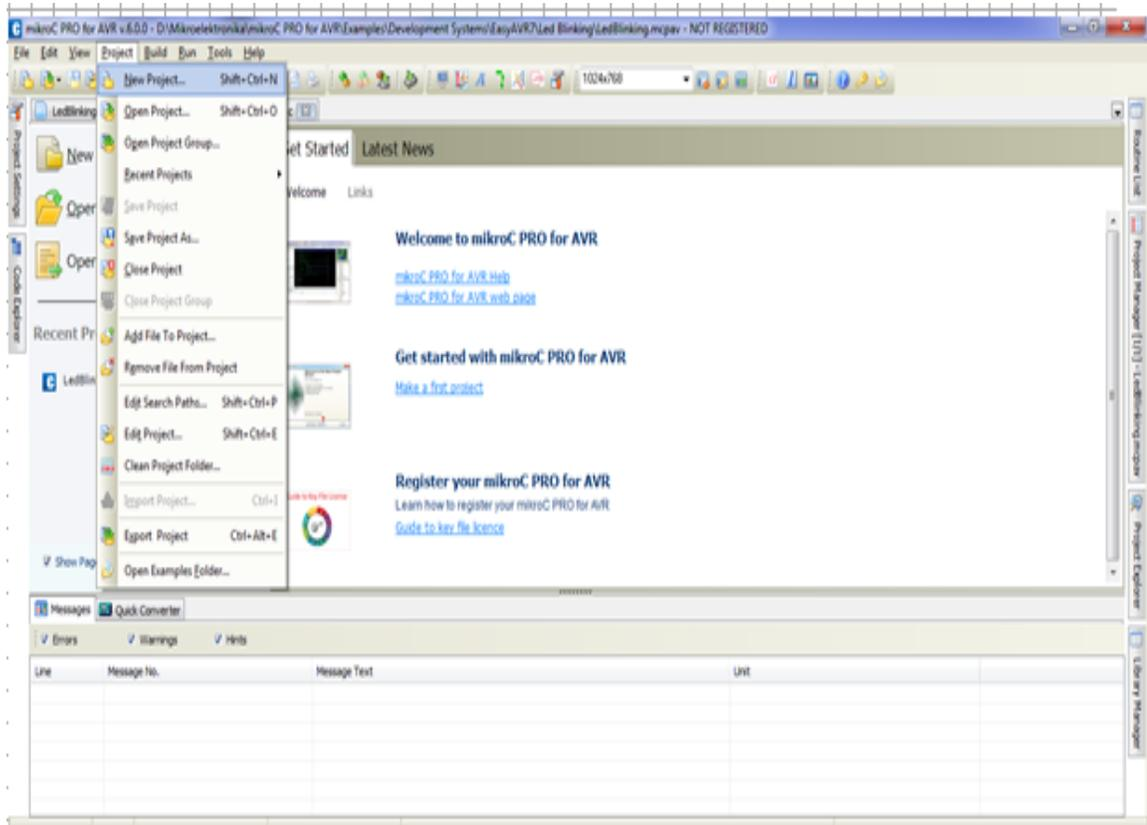 mikroC PRO for AVR v.6.0.0 - D:\Mikroelektronika\mikroC PRO for AVR\Examples\Development Systems\EasyAVR7\Led Blinking\LedBlinking.mcpav - NOT REGISTERED
File Edit View Project Build Run Tools Help
1024x768
LedBlinking
New Project... Shift+Ctrl+N
Open Project... Shift+Ctrl+O
Open Project Group...
Recent Projects
Save Project
Save Project As...
Close Project
Close Project Group
Add File To Project...
Remove File From Project
Edit Search Paths... Shift+Ctrl+P
Edit Project... Shift+Ctrl+E
Clean Project Folder...
Import Project... Ctrl+I
Export Project Ctrl+Alt+E
Open Examples Folder...
New
Open
Open
Recent Pr
LedBlin
Show Pag
et Started Latest News
Welcome Links
Welcome to mikroC PRO for AVR
mikroC PRO for AVR Help
mikroC PRO for AVR web page
Get started with mikroC PRO for AVR
Make a first project
Register your mikroC PRO for AVR
Learn how to register your mikroC PRO for AVR
Guide to key file licence
Project Settings
Code Explorer
Routine List
Project Manager [1/1] - LedBlinking.mcpav
Project Explorer
Library Manager
Messages Quick Converter
Errors Warnings Hints
Line Message No. Message Text Unit